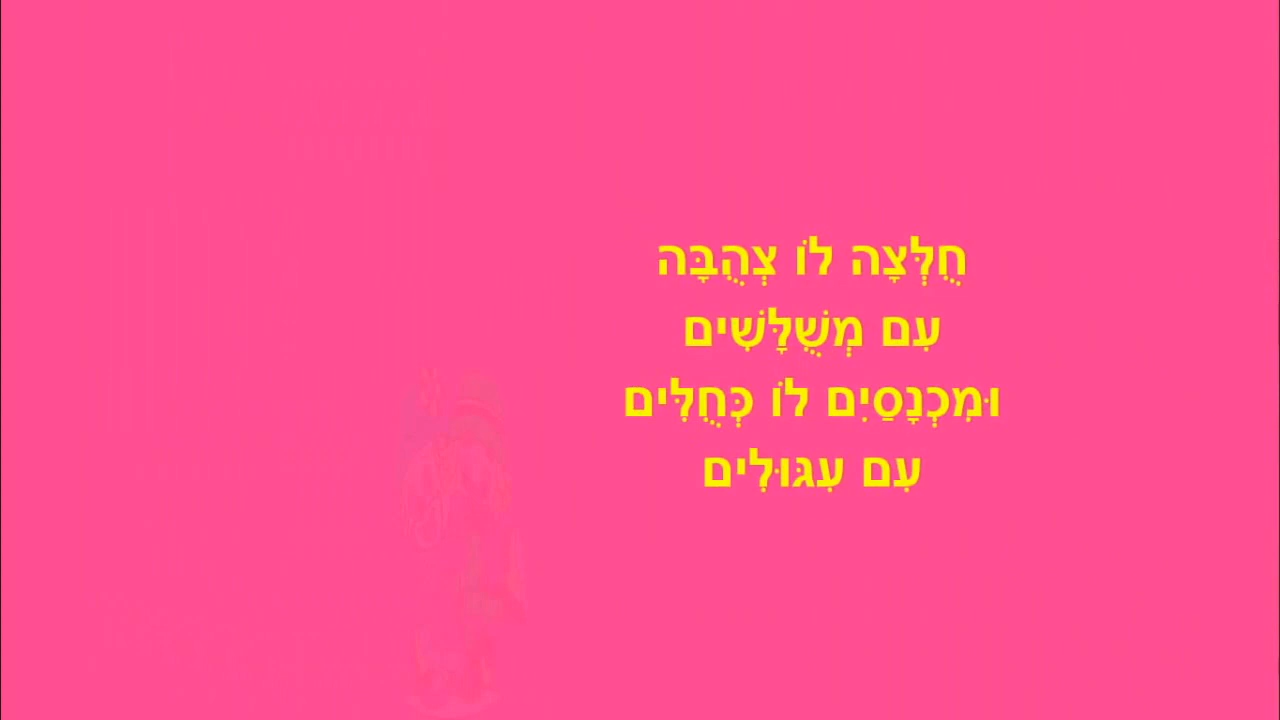 חֻלְּצָה לוֹ צְהֻבָּה
עִם מְשֻׁלָּשִׁים
וּמִכְנָסַיִם לוֹ כְּחֻלִּים
עִם עִגּוּלִים